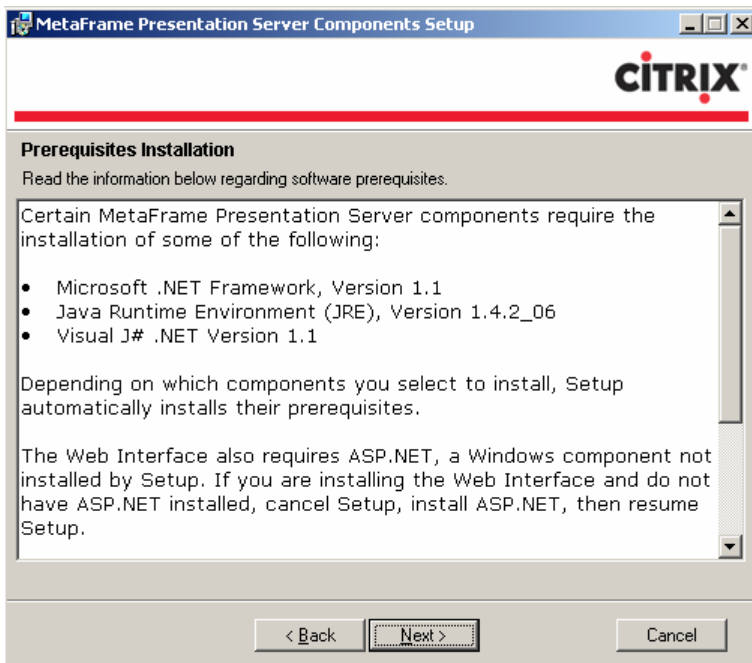 MetaFrame Presentation Server Components Setup
CITRIX®
Prerequisites Installation
Read the information below regarding software prerequisites.
Certain MetaFrame Presentation Server components require the
installation of some of the following:
• Microsoft .NET Framework, Version 1.1
• Java Runtime Environment (JRE), Version 1.4.2_06
• Visual J# .NET Version 1.1
Depending on which components you select to install, Setup
automatically installs their prerequisites.
The Web Interface also requires ASP.NET, a Windows component not
installed by Setup. If you are installing the Web Interface and do not
have ASP.NET installed, cancel Setup, install ASP.NET, then resume
Setup.
< Back Next > Cancel